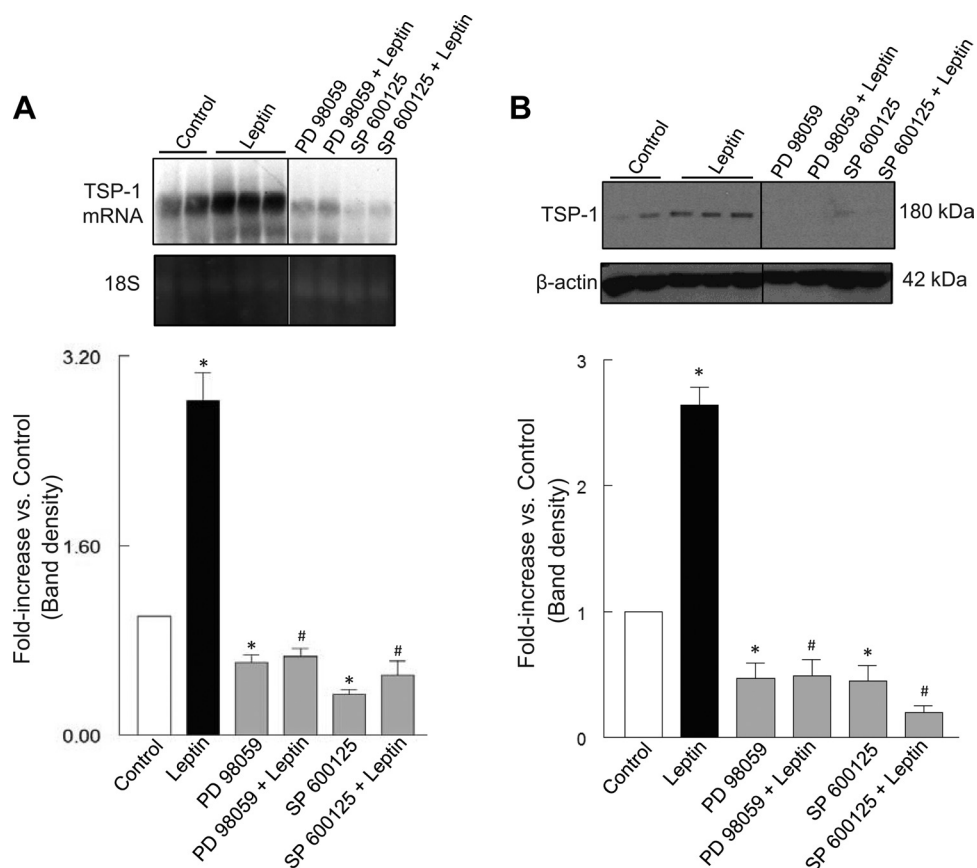 A
Control
Leptin
PD 98059
PD 98059 + Leptin
SP 600125
SP 600125 + Leptin
TSP-1
mRNA
18S
3.20
1.60
0.00
Fold-increase vs. Control
(Band density)
*
*
#
*
#
Control
Leptin
PD 98059
PD 98059 + Leptin
SP 600125
SP 600125 + Leptin
B
Control
Leptin
PD 98059
PD 98059 + Leptin
SP 600125
SP 600125 + Leptin
TSP-1
180 kDa
β-actin
42 kDa
3
2
1
0
Fold-increase vs. Control
(Band density)
*
*
#
*
#
Control
Leptin
PD 98059
PD 98059 + Leptin
SP 600125
SP 600125 + Leptin